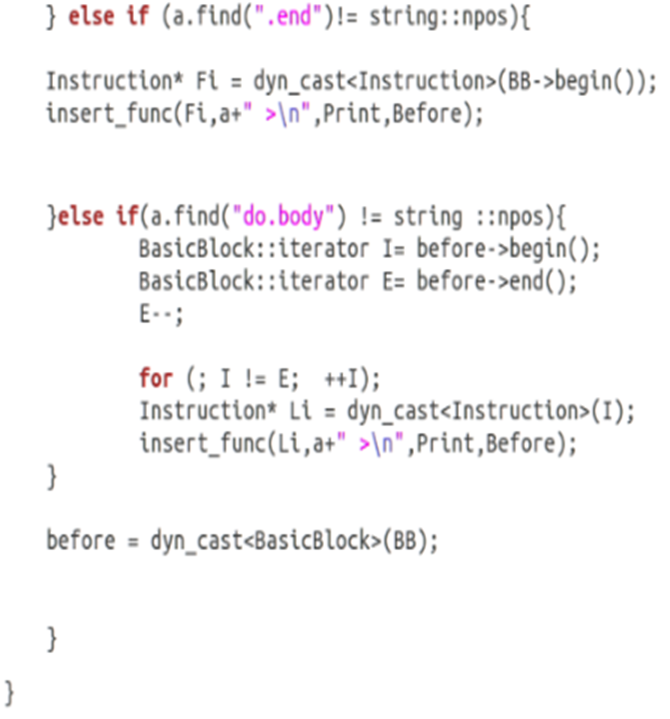 } else if (a.find(".end")!= string::npos){
Instruction* Fi = dyn_cast<Instruction>(BB->begin());
insert_func(Fi,a+" >\n",Print,Before);
}else if(a.find("do.body") != string ::npos){
BasicBlock::iterator I= before->begin();
BasicBlock::iterator E= before->end();
E--;
for (; I != E;  ++I);
Instruction* Li = dyn_cast<Instruction>(I);
insert_func(Li,a+" >\n",Print,Before);
}
before = dyn_cast<BasicBlock>(BB);
}
}